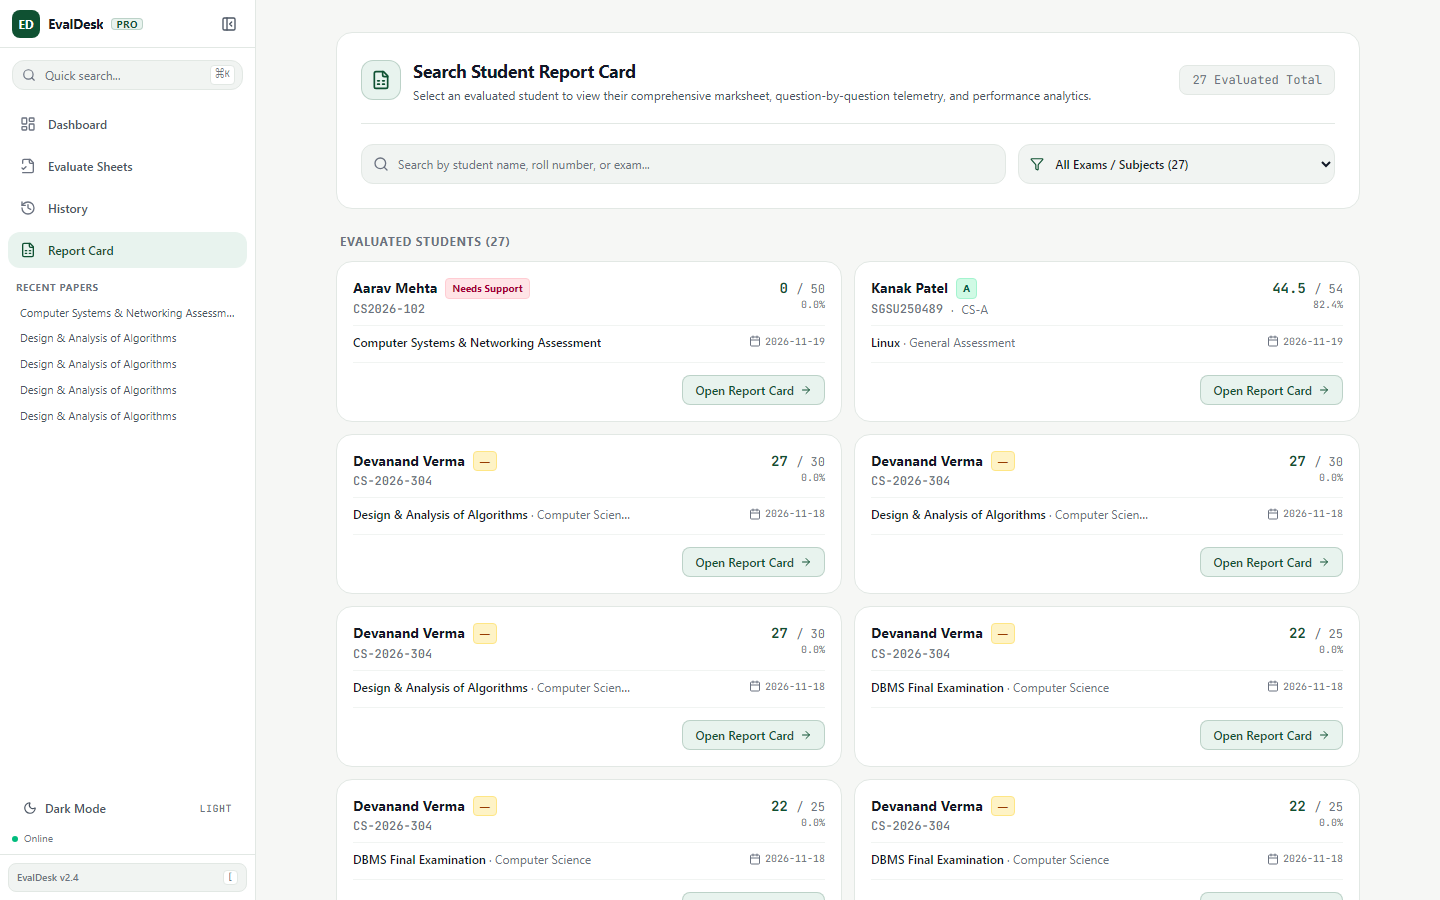 ED EvalDesk PRO
Quick search... ⌘K
Dashboard
Evaluate Sheets
History
Report Card
RECENT PAPERS
Computer Systems & Networking Assessm...
Design & Analysis of Algorithms
Design & Analysis of Algorithms
Design & Analysis of Algorithms
Design & Analysis of Algorithms
Dark Mode LIGHT
Online
EvalDesk v2.4 [
Search Student Report Card
Select an evaluated student to view their comprehensive marksheet, question-by-question telemetry, and performance analytics.
27 Evaluated Total
Search by student name, roll number, or exam...
All Exams / Subjects (27)
EVALUATED STUDENTS (27)
Aarav Mehta Needs Support 0 / 50
CS2026-102 0.0%
Computer Systems & Networking Assessment 2026-11-19
Open Report Card →
Kanak Patel A 44.5 / 54
SGSU250489 · CS-A 82.4%
Linux · General Assessment 2026-11-19
Open Report Card →
Devanand Verma — 27 / 30
CS-2026-304 0.0%
Design & Analysis of Algorithms · Computer Scien... 2026-11-18
Open Report Card →
Devanand Verma — 27 / 30
CS-2026-304 0.0%
Design & Analysis of Algorithms · Computer Scien... 2026-11-18
Open Report Card →
Devanand Verma — 27 / 30
CS-2026-304 0.0%
Design & Analysis of Algorithms · Computer Scien... 2026-11-18
Open Report Card →
Devanand Verma — 22 / 25
CS-2026-304 0.0%
DBMS Final Examination · Computer Science 2026-11-18
Open Report Card →
Devanand Verma — 22 / 25
CS-2026-304 0.0%
DBMS Final Examination · Computer Science 2026-11-18
Devanand Verma — 22 / 25
CS-2026-304 0.0%
DBMS Final Examination · Computer Science 2026-11-18